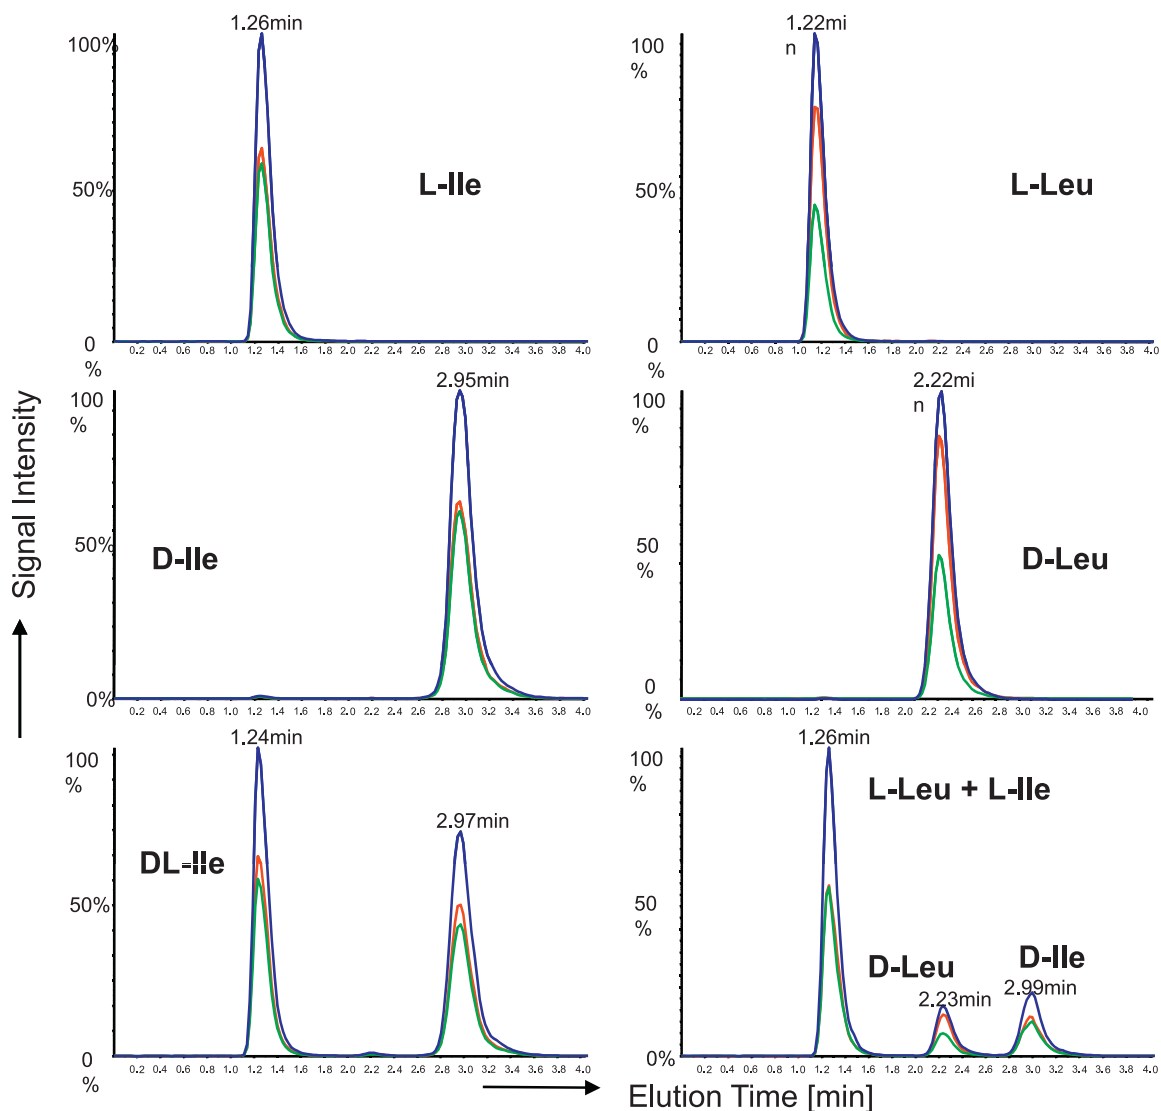 1.26min
100%
50%
L-Ile
0
%
0.2 0.4 0.6 0.8 1.0 1.2 1.4 1.6 1.8 2.0 2.2 2.4 2.6 2.8 3.0 3.2 3.4 3.6 3.8 4.0
1.22mi
n
100
%
50%
L-Leu
0
%
0.2 0.4 0.6 0.8 1.0 1.2 1.4 1.6 1.8 2.0 2.2 2.4 2.6 2.8 3.0 3.2 3.4 3.6 3.8 4.0
Signal Intensity
2.95min
100
%
50%
D-Ile
0%
0.2 0.4 0.6 0.8 1.0 1.2 1.4 1.6 1.8 2.0 2.2 2.4 2.6 2.8 3.0 3.2 3.4 3.6 3.8 4.0
2.22mi
n
100
%
50
%
D-Leu
0
%
0.2 0.4 0.6 0.8 1.0 1.2 1.4 1.6 1.8 2.0 2.2 2.4 2.6 2.8 3.0 3.2 3.4 3.6 3.8 4.0
1.24min
100
%
2.97min
DL-Ile
50%
0
%
0.2 0.4 0.6 0.8 1.0 1.2 1.4 1.6 1.8 2.0 2.2 2.4 2.6 2.8 3.0 3.2 3.4 3.6 3.8 4.0
1.26min
100
%
L-Leu + L-Ile
50
%
D-Leu
D-Ile
2.23min
2.99min
0%
0.2 0.4 0.6 0.8 1.0 1.2 1.4 1.6 1.8 2.0 2.2 2.4 2.6 2.8 3.0 3.2 3.4 3.6 3.8 4.0
Elution Time [min]